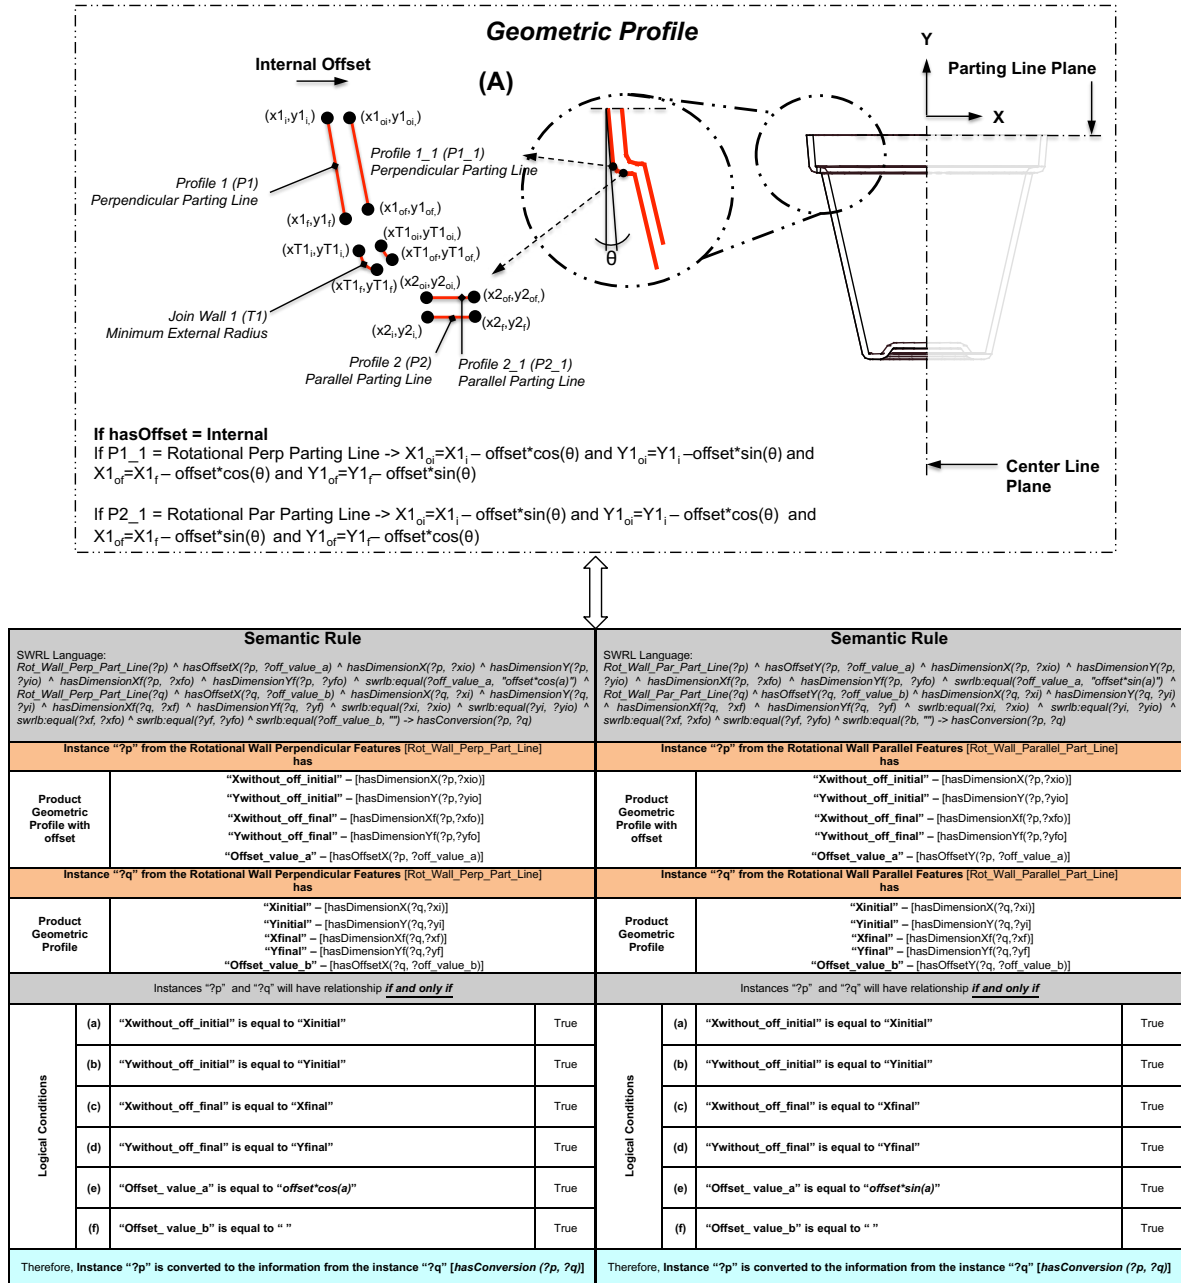 Geometric Profile
Internal Offset
(A)
Y
Parting Line Plane
X
(x1i,y1i,)
(x1oi,y1oi,)
Profile 1_1 (P1_1)
Perpendicular Parting Line
Profile 1 (P1)
Perpendicular Parting Line
(x1f,y1f)
(x1of,y1of,)
(xT1oi,yT1oi,)
(xT1i,yT1i,)
(xT1of,yT1of,)
θ
(xT1f,yT1f)
(x2oi,y2oi,)
(x2of,y2of,)
Join Wall 1 (T1)
Minimum External Radius
(x2i,y2i,)
(x2f,y2f)
Profile 2 (P2)
Parallel Parting Line
Profile 2_1 (P2_1)
Parallel Parting Line
If hasOffset = Internal
If P1_1 = Rotational Perp Parting Line -> X1oi=X1i – offset*cos(θ) and Y1oi=Y1i –offset*sin(θ) and
X1of=X1f – offset*cos(θ) and Y1of=Y1f– offset*sin(θ)
Center Line
Plane
If P2_1 = Rotational Par Parting Line -> X1oi=X1i – offset*sin(θ) and Y1oi=Y1i – offset*cos(θ) and
X1of=X1f – offset*sin(θ) and Y1of=Y1f– offset*cos(θ)
Semantic Rule
SWRL Language:
Rot_Wall_Perp_Part_Line(?p) ^ hasOffsetX(?p, ?off_value_a) ^ hasDimensionX(?p, ?xio) ^ hasDimensionY(?p,
?yio) ^ hasDimensionXf(?p, ?xfo) ^ hasDimensionYf(?p, ?yfo) ^ swrlb:equal(?off_value_a, "offset*cos(a)") ^
Rot_Wall_Perp_Part_Line(?q) ^ hasOffsetX(?q, ?off_value_b) ^ hasDimensionX(?q, ?xi) ^ hasDimensionY(?q,
?yi) ^ hasDimensionXf(?q, ?xf) ^ hasDimensionYf(?q, ?yf) ^ swrlb:equal(?xi, ?xio) ^ swrlb:equal(?yi, ?yio) ^
swrlb:equal(?xf, ?xfo) ^ swrlb:equal(?yf, ?yfo) ^ swrlb:equal(?off_value_b, "") -> hasConversion(?p, ?q)
Instance “?p” from the Rotational Wall Perpendicular Features [Rot_Wall_Perp_Part_Line]
has
Product
Geometric
Profile with
offset
“Xwithout_off_initial” – [hasDimensionX(?p,?xio)]
“Ywithout_off_initial” – [hasDimensionY(?p,?yio]
“Xwithout_off_final” – [hasDimensionXf(?p,?xfo)]
“Ywithout_off_final” – [hasDimensionYf(?p,?yfo]
“Offset_value_a” – [hasOffsetX(?p, ?off_value_a)]
Instance “?q” from the Rotational Wall Perpendicular Features [Rot_Wall_Perp_Part_Line]
has
Product
Geometric
Profile
“Xinitial” – [hasDimensionX(?q,?xi)]
“Yinitial” – [hasDimensionY(?q,?yi]
“Xfinal” – [hasDimensionXf(?q,?xf)]
“Yfinal” – [hasDimensionYf(?q,?yf]
“Offset_value_b” – [hasOffsetX(?q, ?off_value_b)]
Instances “?p” and “?q” will have relationship if and only if
Logical Conditions
(a) “Xwithout_off_initial” is equal to “Xinitial” True
(b) “Ywithout_off_initial” is equal to “Yinitial” True
(c) “Xwithout_off_final” is equal to “Xfinal” True
(d) “Ywithout_off_final” is equal to “Yfinal” True
(e) “Offset_ value_a” is equal to “offset*cos(a)” True
(f) “Offset_ value_b” is equal to “ ” True
Therefore, Instance “?p” is converted to the information from the instance “?q” [hasConversion (?p, ?q)]
Semantic Rule
SWRL Language:
Rot_Wall_Par_Part_Line(?p) ^ hasOffsetY(?p, ?off_value_a) ^ hasDimensionX(?p, ?xio) ^ hasDimensionY(?p,
?yio) ^ hasDimensionXf(?p, ?xfo) ^ hasDimensionYf(?p, ?yfo) ^ swrlb:equal(?off_value_a, "offset*sin(a)") ^
Rot_Wall_Par_Part_Line(?q) ^ hasOffsetY(?q, ?off_value_b) ^ hasDimensionX(?q, ?xi) ^ hasDimensionY(?q, ?yi)
^ hasDimensionXf(?q, ?xf) ^ hasDimensionYf(?q, ?yf) ^ swrlb:equal(?xi, ?xio) ^ swrlb:equal(?yi, ?yio) ^
swrlb:equal(?xf, ?xfo) ^ swrlb:equal(?yf, ?yfo) ^ swrlb:equal(?b, "") -> hasConversion(?p, ?q)
Instance “?p” from the Rotational Wall Parallel Features [Rot_Wall_Parallel_Part_Line]
has
Product
Geometric
Profile with
offset
“Xwithout_off_initial” – [hasDimensionX(?p,?xio)]
“Ywithout_off_initial” – [hasDimensionY(?p,?yio]
“Xwithout_off_final” – [hasDimensionXf(?p,?xfo)]
“Ywithout_off_final” – [hasDimensionYf(?p,?yfo]
“Offset_value_a” – [hasOffsetY(?p, ?off_value_a)]
Instance “?q” from the Rotational Wall Parallel Features [Rot_Wall_Parallel_Part_Line]
has
Product
Geometric
Profile
“Xinitial” – [hasDimensionX(?q,?xi)]
“Yinitial” – [hasDimensionY(?q,?yi]
“Xfinal” – [hasDimensionXf(?q,?xf)]
“Yfinal” – [hasDimensionYf(?q,?yf]
“Offset_value_b” – [hasOffsetY(?q, ?off_value_b)]
Instances “?p” and “?q” will have relationship if and only if
Logical Conditions
(a) “Xwithout_off_initial” is equal to “Xinitial” True
(b) “Ywithout_off_initial” is equal to “Yinitial” True
(c) “Xwithout_off_final” is equal to “Xfinal” True
(d) “Ywithout_off_final” is equal to “Yfinal” True
(e) “Offset_ value_a” is equal to “offset*sin(a)” True
(f) “Offset_ value_b” is equal to “ ” True
Therefore, Instance “?p” is converted to the information from the instance “?q” [hasConversion (?p, ?q)]